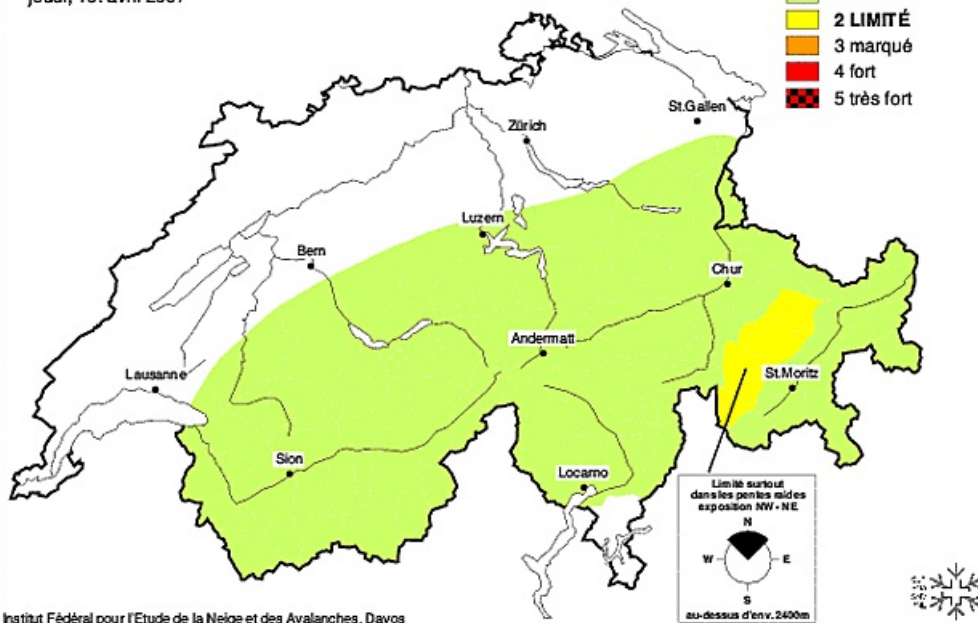 2 LIMITÉ
3 marqué
4 fort
5 très fort
St.Gallen
Zürich
Luzern
Bern
Chur
Andermatt
Lausanne
St.Moritz
Sion
Locarno
Limité surtout
dans les pentes raides
exposition NW - NE
N
W
E
S
au-dessus d'env. 2400m
Institut Fédéral pour l'Etude de la Neige et des Avalanches, Davos